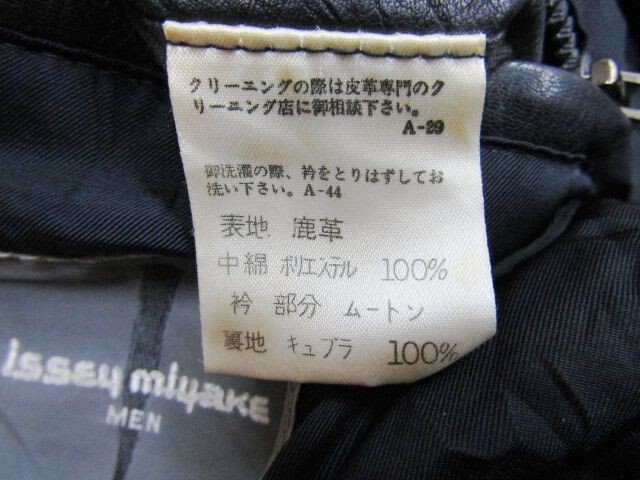 クリーニングの際は皮革専門のク
リーニング店に御相談下さい。
A-29
御洗濯の際、衿をとりはずしてお
洗い下さい。A-44
表地 鹿革
中綿 ポリエステル 100%
衿 部分 ムートン
裏地 キュプラ 100%
issey miyake
MEN